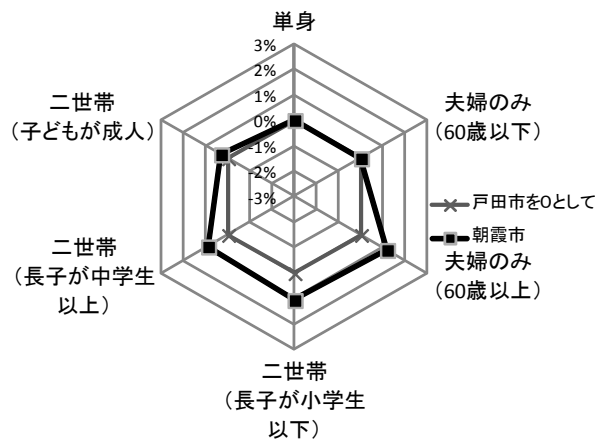 単身
3%
2%
1%
0%
-1%
-2%
-3%
夫婦のみ
（60歳以下）
夫婦のみ
（60歳以上）
二世帯
（長子が小学生
以下）
二世帯
（長子が中学生
以上）
二世帯
（子どもが成人）
戸田市を0として
朝霞市